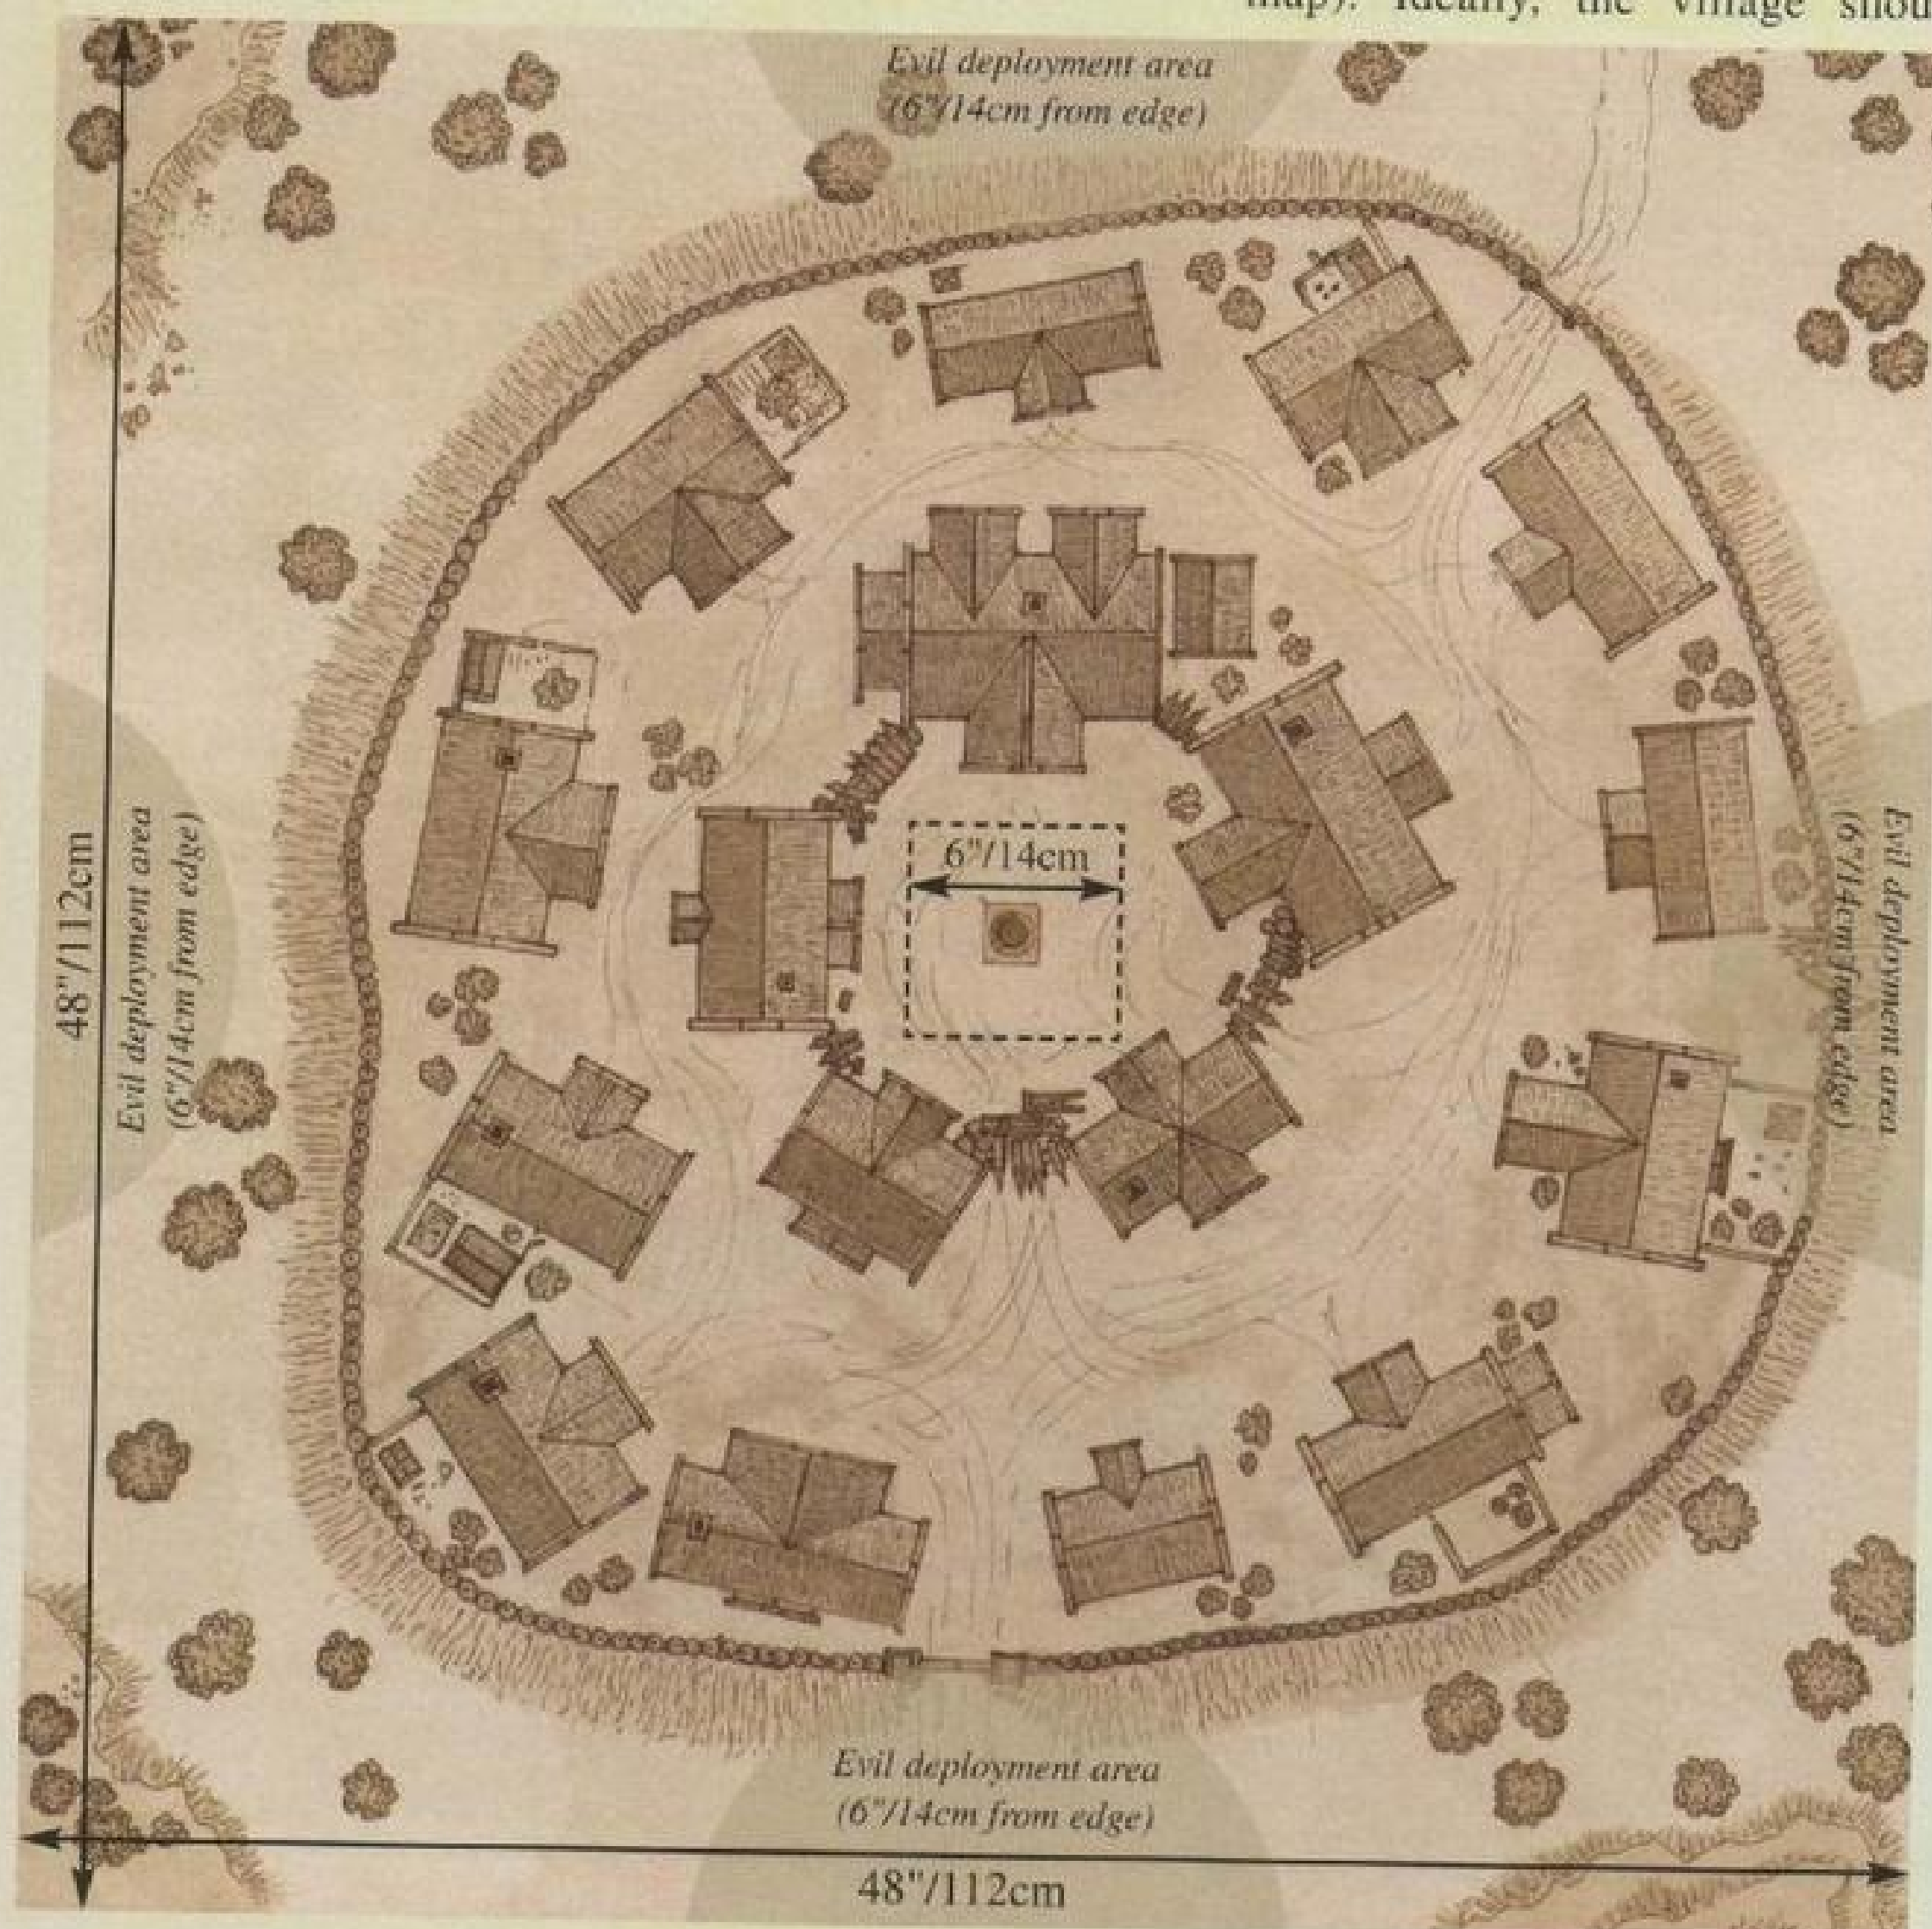 map). Ideally, the village shou
Evil deployment area
(6"/14cm from edge)
48"/112cm
Evil deployment area
(6"/14cm from edge)
6"/14cm
Evil deployment area
(6"/14cm from edge)
Evil deployment area
(6"/14cm from edge)
48"/112cm